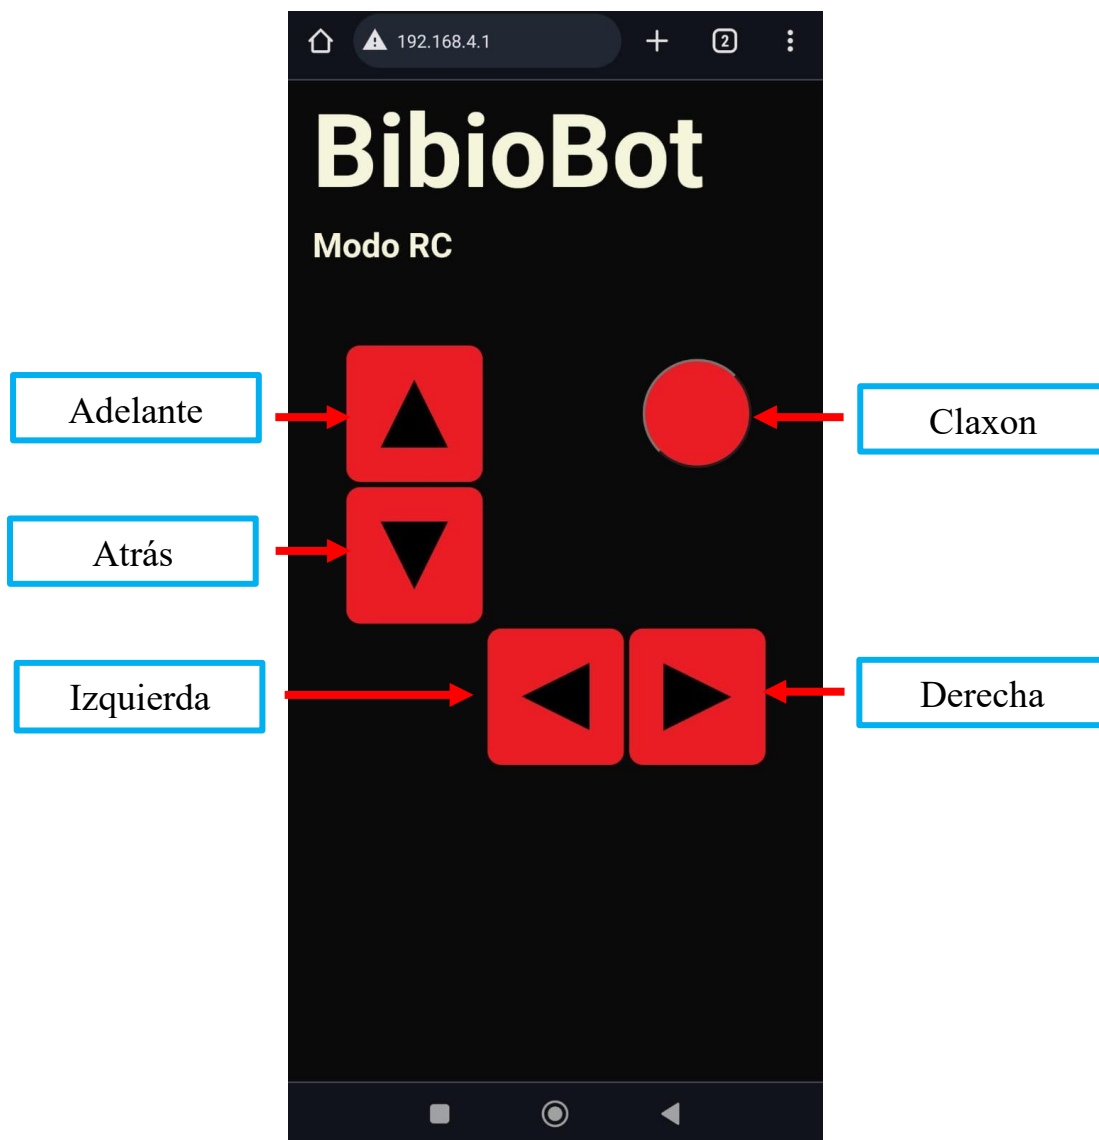 192.168.4.1
2
BibioBot
Modo RC
Adelante
Claxon
Atrás
Izquierda
Derecha